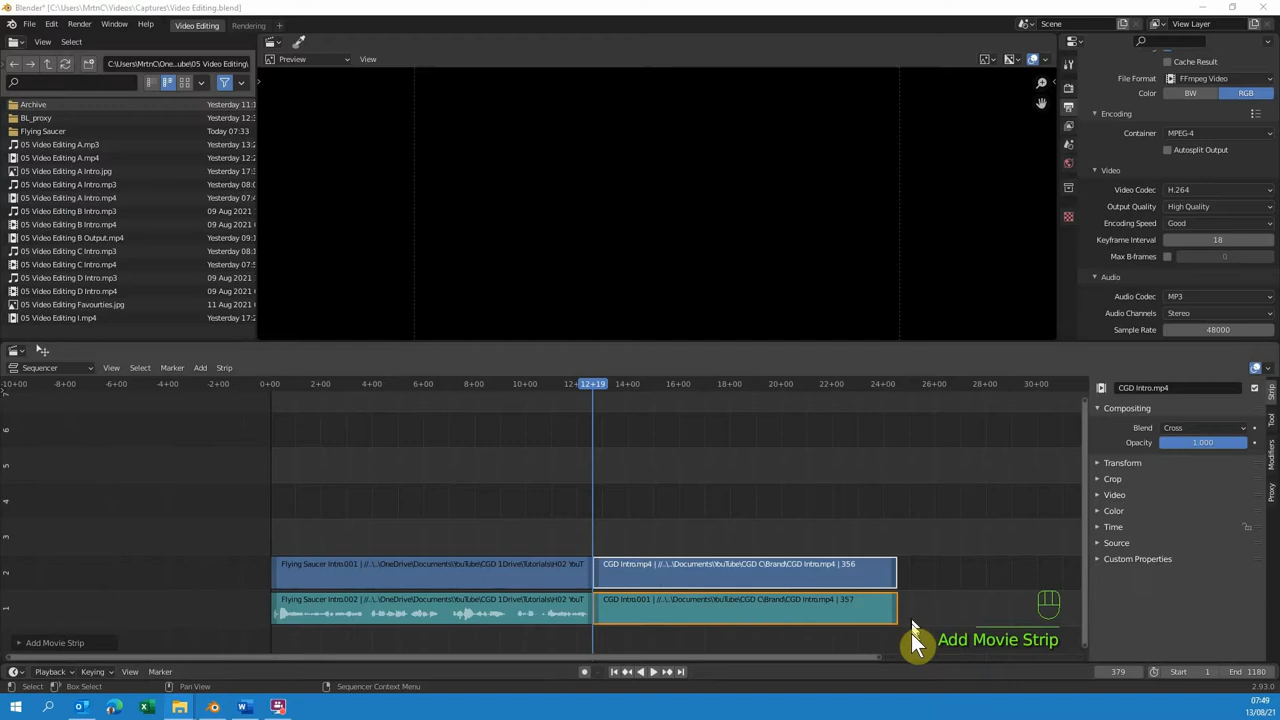 Blender* [C:\Users\MrtnC\Videos\Captures\Video Editing.blend]
File Edit Render Window Help Video Editing Rendering + Scene View Layer
View Select
C:\Users\MrtnC\One...ube\05 Video Editing\
Preview View
Archive Yesterday 11:1
BL_proxy Yesterday 12:3
Flying Saucer Today 07:33
05 Video Editing A.mp3 Yesterday 13:2
05 Video Editing A.mp4 Yesterday 12:2
05 Video Editing A Intro.jpg Yesterday 17:3
05 Video Editing A Intro.mp3 Yesterday 08:0
05 Video Editing A Intro.mp4 Yesterday 07:4
05 Video Editing B Intro.mp3 09 Aug 2021
05 Video Editing B Intro.mp4 09 Aug 2021
05 Video Editing B Output.mp4 Yesterday 09:3
05 Video Editing C Intro.mp3 Yesterday 08:1
05 Video Editing C Intro.mp4 Yesterday 07:5
05 Video Editing D Intro.mp3 09 Aug 2021
05 Video Editing D Intro.mp4 09 Aug 2021
05 Video Editing Favourties.jpg 11 Aug 2021
05 Video Editing I.mp4 Yesterday 17:2
Cache Result
File Format FFmpeg Video
Color BW RGB
Encoding
Container MPEG-4
Autosplit Output
Video
Video Codec H.264
Output Quality High Quality
Encoding Speed Good
Keyframe Interval 18
Max B-frames 0
Audio
Audio Codec MP3
Audio Channels Stereo
Sample Rate 48000
Sequencer View Select Marker Add Strip
-10+00 -8+00 -6+00 -4+00 -2+00 0+00 2+00 4+00 6+00 8+00 10+00 12+19 14+00 16+00 18+00 20+00 22+00 24+00 26+00 28+00 30+00
7
6
5
4
3
2
1
Flying Saucer Intro.001 | //..\..\OneDrive\Documents\YouTube\CGD 1Drive\Tutorials\H02 YouT
CGD Intro.mp4 | //..\..\Documents\YouTube\CGD C\Brand\CGD Intro.mp4 | 356
Flying Saucer Intro.002 | //..\..\OneDrive\Documents\YouTube\CGD 1Drive\Tutorials\H02 YouT
CGD Intro.001 | //..\..\Documents\YouTube\CGD C\Brand\CGD Intro.mp4 | 357
Add Movie Strip
Add Movie Strip
CGD Intro.mp4
Compositing
Blend Cross
Opacity 1.000
Transform
Crop
Video
Color
Time
Source
Custom Properties
Strip
Tool
Modifiers
Proxy
Playback Keying View Marker 379 Start 1 End 1180
Select Box Select Pan View Sequencer Context Menu 2.93.0
07:49
13/08/21